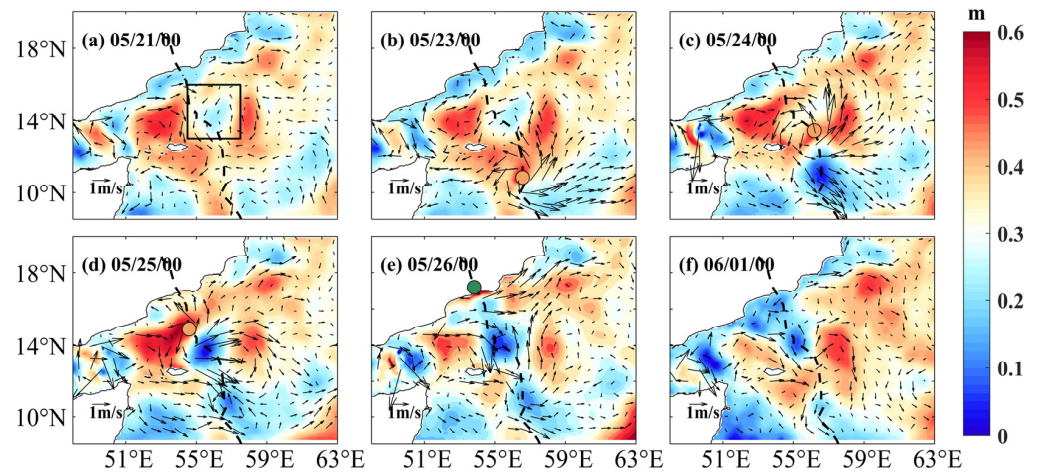 m
(a) 05/21/00
(b) 05/23/00
(c) 05/24/00
18°N
14°N
10°N
1m/s
1m/s
1m/s
(d) 05/25/00
(e) 05/26/00
(f) 06/01/00
18°N
14°N
10°N
1m/s
1m/s
1m/s
51°E 55°E 59°E 63°E
51°E 55°E 59°E 63°E
51°E 55°E 59°E 63°E
0.6
0.5
0.4
0.3
0.2
0.1
0